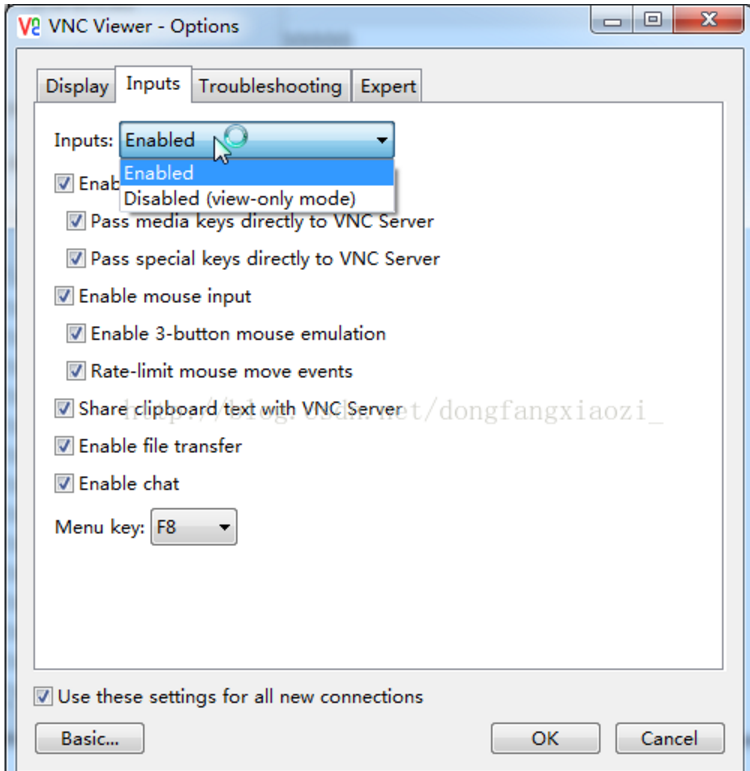 VNC Viewer - Options
Display Inputs Troubleshooting Expert
Inputs: Enabled
Enabled
Disabled (view-only mode)
Enab
Pass media keys directly to VNC Server
Pass special keys directly to VNC Server
Enable mouse input
Enable 3-button mouse emulation
Rate-limit mouse move events
Share clipboard text with VNC Server
http://blog.csdn.net/dongfangxiaozi_
Enable file transfer
Enable chat
Menu key: F8
Use these settings for all new connections
Basic... OK Cancel